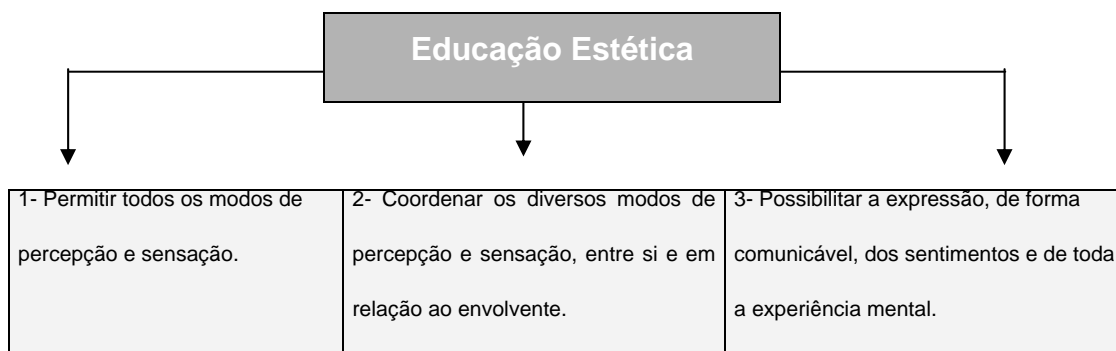 Educação Estética
1- Permitir todos os modos de
percepção e sensação.
2- Coordenar os diversos modos de
percepção e sensação, entre si e em
relação ao envolvente.
3- Possibilitar a expressão, de forma
comunicável, dos sentimentos e de toda
a experiência mental.